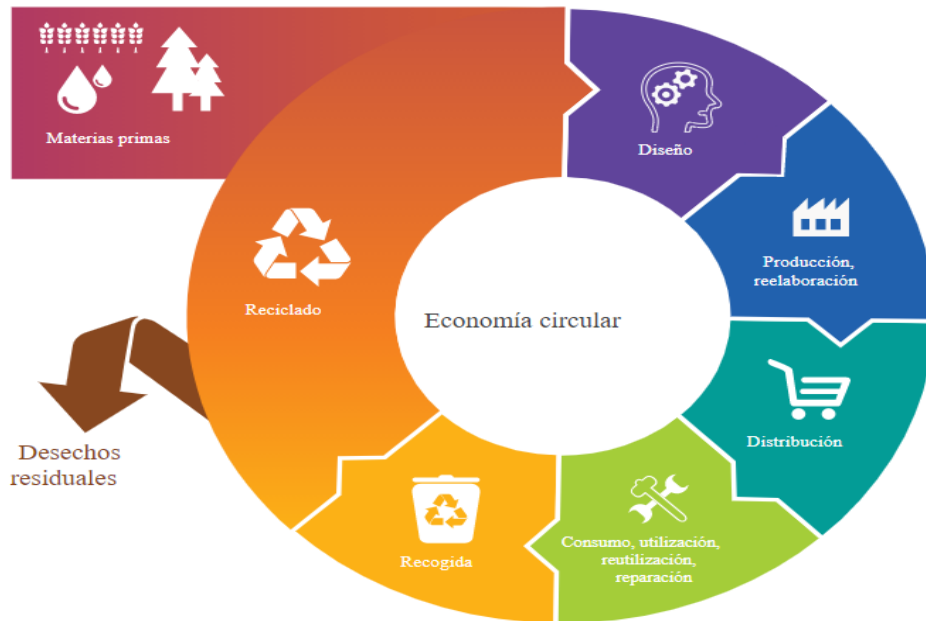 Materias primas
Diseño
Producción,
reelaboración
Distribución
Consumo, utilización,
reutilización,
reparación
Recogida
Reciclado
Desechos
residuales
Economía circular